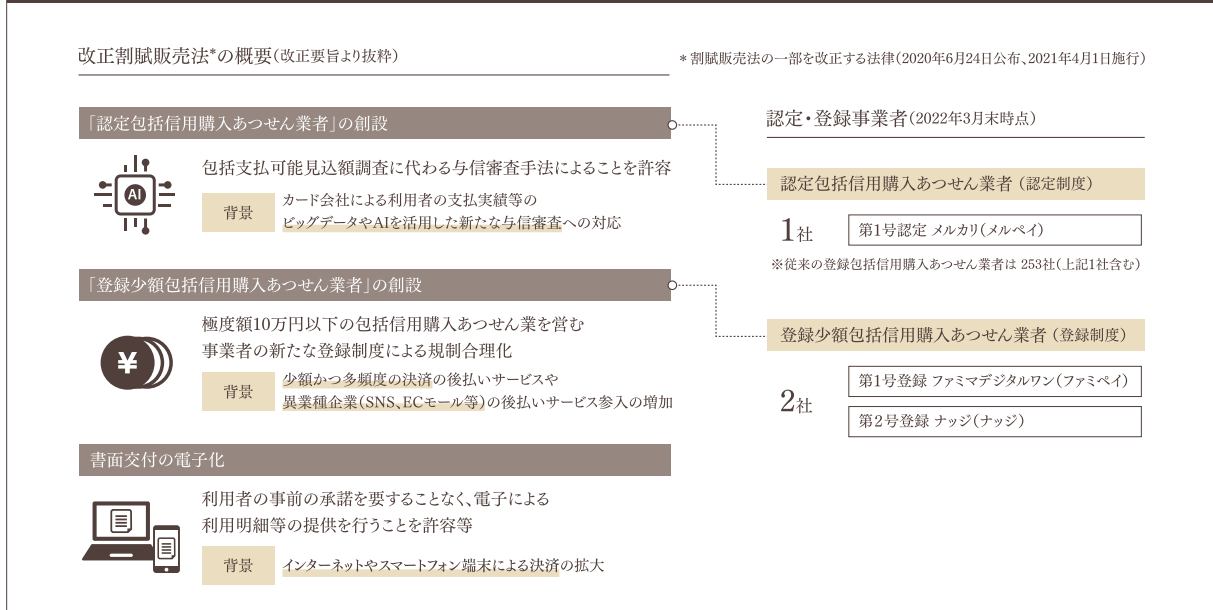 改正割賦販売法*の概要(改正要旨より抜粋)
*割賦販売法の一部を改正する法律(2020年6月24日公布、2021年4月1日施行)
「認定包括信用購入あつせん業者」の創設
AI
包括支払可能見込額調査に代わる与信審査手法によることを許容
背景
カード会社による利用者の支払実績等の
ビッグデータやAIを活用した新たな与信審査への対応
「登録少額包括信用購入あつせん業者」の創設
¥
極度額10万円以下の包括信用購入あつせん業を営む
事業者の新たな登録制度による規制合理化
背景
少額かつ多頻度の決済の後払いサービスや
異業種企業(SNS、ECモール等)の後払いサービス参入の増加
書面交付の電子化
利用者の事前の承諾を要することなく、電子による
利用明細等の提供を行うことを許容等
背景
インターネットやスマートフォン端末による決済の拡大
認定・登録事業者(2022年3月末時点)
認定包括信用購入あつせん業者(認定制度)
1社
第1号認定 メルカリ(メルペイ)
※従来の登録包括信用購入あつせん業者は 253社(上記1社含む)
登録少額包括信用購入あつせん業者(登録制度)
2社
第1号登録 ファミマデジタルワン(ファミペイ)
第2号登録 ナッジ(ナッジ)